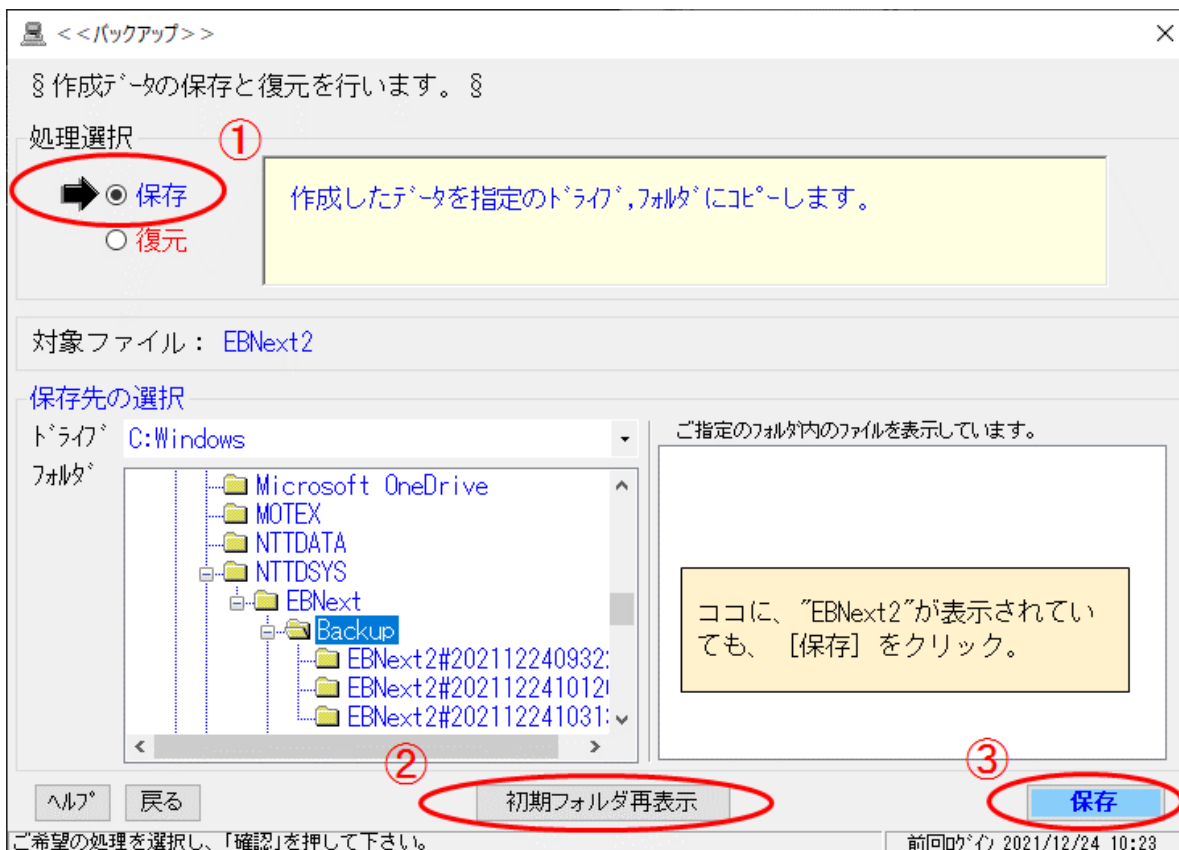 <<ﾊﾞｯｸｱｯﾌﾟ>>
§作成ﾃﾞｰﾀの保存と復元を行います。§
処理選択
①
保存
作成したﾃﾞｰﾀを指定のﾄﾞﾗｲﾌﾞ,ﾌｫﾙﾀﾞにｺﾋﾟｰします。
復元
対象ファイル： EBNext2
保存先の選択
ﾄﾞﾗｲﾌﾞ C:Windows
ご指定のﾌｫﾙﾀﾞ内のﾌｧｲﾙを表示しています。
ﾌｫﾙﾀﾞ
Microsoft OneDrive
MOTEX
NTTDATA
NTTDSYS
EBNext
Backup
EBNext2#202112240932
EBNext2#20211224101
EBNext2#202112241031
ココに、"EBNext2"が表示されてい
ても、 [保存] をクリック。
②
③
ﾍﾙﾌﾟ 戻る 初期フォルダ再表示 保存
ご希望の処理を選択し、「確認」を押して下さい。 前回ﾛｸﾞｲﾝ 2021/12/24 10:23